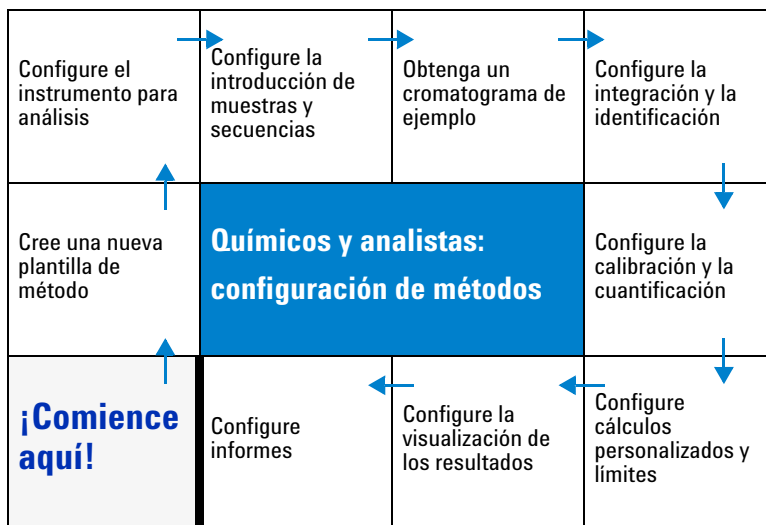 Configure el
instrumento para
análisis
Configure la
introducción de
muestras y
secuencias
Obtenga un
cromatograma de
ejemplo
Configure la
integración y la
identificación
Cree una nueva
plantilla de
método
Químicos y analistas:
configuración de métodos
Configure la
calibración y la
cuantificación
¡Comience
aquí!
Configure
informes
Configure la
visualización de
los resultados
Configure
cálculos
personalizados y
límites